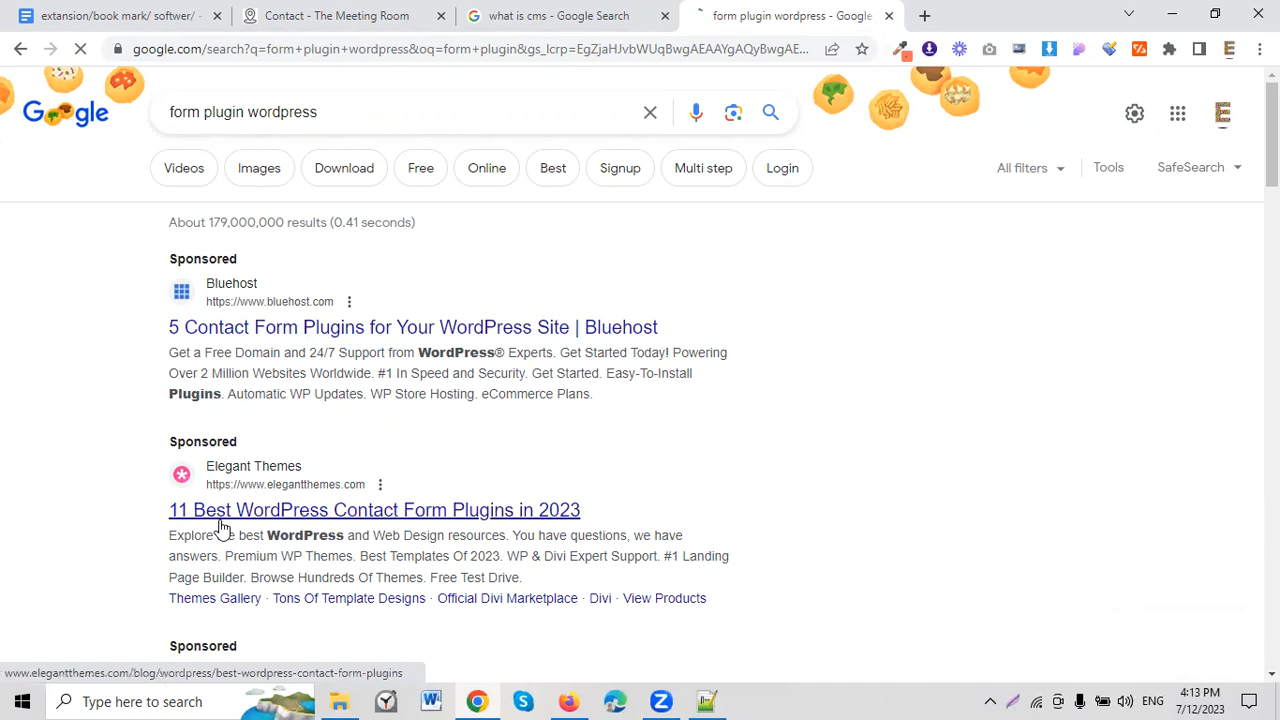 extansion/book mark/ softwer/
Contact - The Meeting Room
what is cms - Google Search
form plugin wordpress - Google
google.com/search?q=form+plugin+wordpress&oq=form+plugin&gs_lcrp=EgZjaHJvbWUqBwgAEAAYgAQyBwgAE...
Google
form plugin wordpress
Videos
Images
Download
Free
Online
Best
Signup
Multi step
Login
All filters
Tools
SafeSearch
About 179,000,000 results (0.41 seconds)
Sponsored
Bluehost
https://www.bluehost.com
5 Contact Form Plugins for Your WordPress Site | Bluehost
Get a Free Domain and 24/7 Support from WordPress® Experts. Get Started Today! Powering
Over 2 Million Websites Worldwide. #1 In Speed and Security. Get Started. Easy-To-Install
Plugins. Automatic WP Updates. WP Store Hosting. eCommerce Plans.
Sponsored
Elegant Themes
https://www.elegantthemes.com
11 Best WordPress Contact Form Plugins in 2023
Explore best WordPress and Web Design resources. You have questions, we have
answers. Premium WP Themes. Best Templates Of 2023. WP & Divi Expert Support. #1 Landing
Page Builder. Browse Hundreds Of Themes. Free Test Drive.
Themes Gallery · Tons Of Template Designs · Official Divi Marketplace · Divi · View Products
Sponsored
www.elegantthemes.com/blog/wordpress/best-wordpress-contact-form-plugins
Type here to search
ENG
4:13 PM
7/12/2023